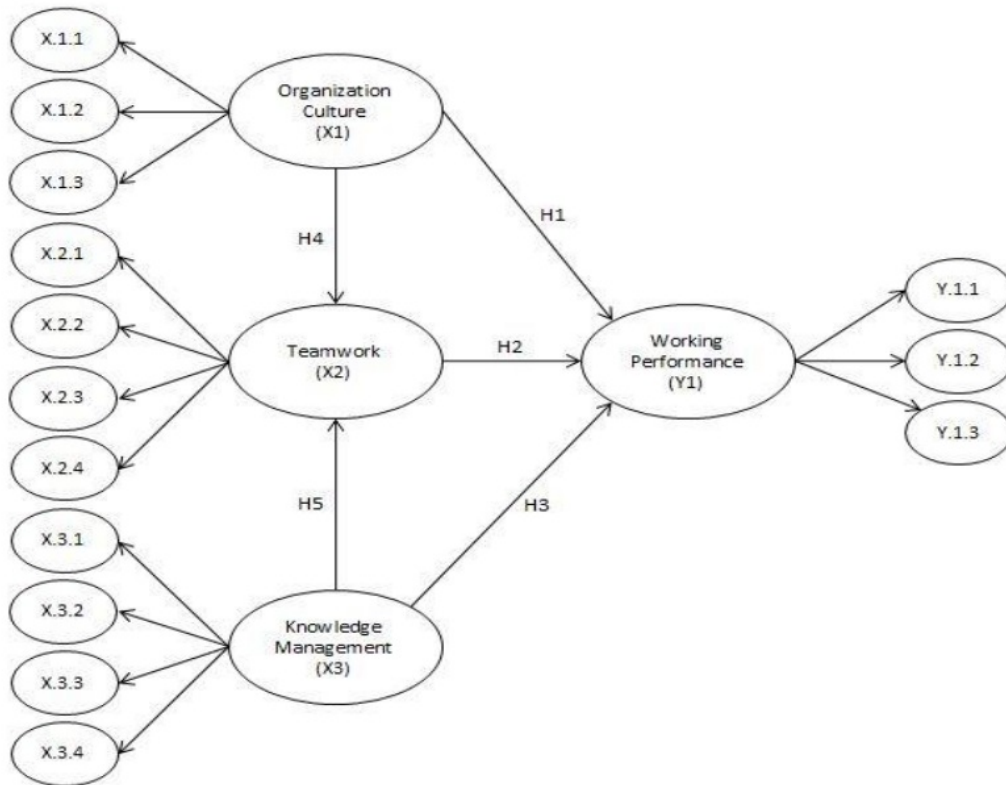 X.1.1
X.1.2
X.1.3
Organization
Culture
(X1)
H1
H4
X.2.1
X.2.2
X.2.3
X.2.4
Teamwork
(X2)
H2
Working
Performance
(Y1)
Y.1.1
Y.1.2
Y.1.3
H5
H3
X.3.1
X.3.2
X.3.3
X.3.4
Knowledge
Management
(X3)